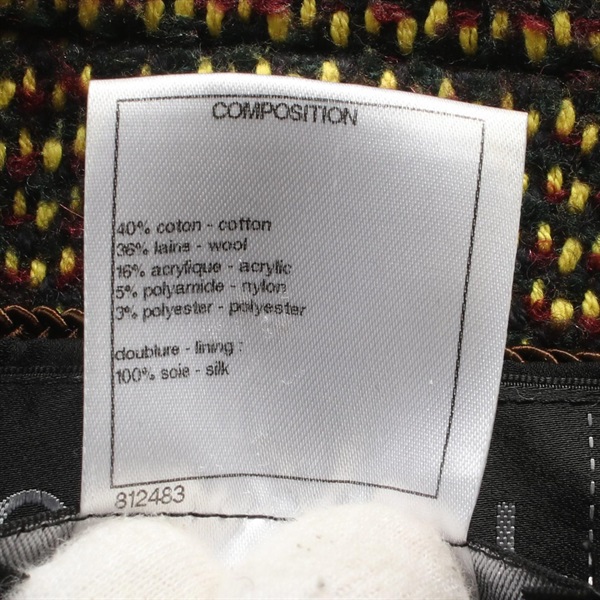 COMPOSITION
40% coton - cotton
36% laine - wool
16% acrylique - acrylic
5% polyamide - nylon
3% polyester - polyester
doublure - lining :
100% soie - silk
812483